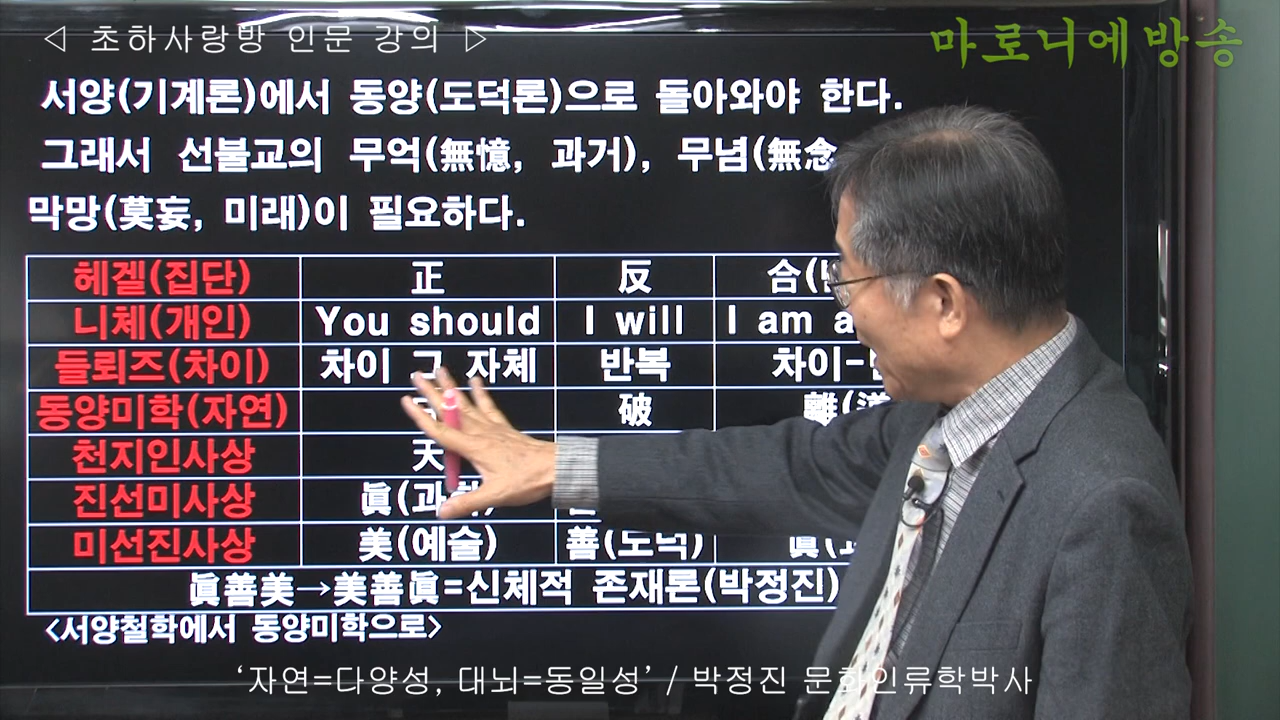 ◁ 초하사랑방 인문 강의 ▷
마로니에방송
서양(기계론)에서 동양(도덕론)으로 돌아와야 한다.
그래서 선불교의 무억(無憶, 과거), 무념(無念
막망(莫妄, 미래)이 필요하다.
헤겔(집단) 正 反 合
니체(개인) You should I will I am a
들뢰즈(차이) 차이 그 자체 반복 차이-
동양미학(자연) 破 離(道
천지인사상 天
진선미사상 眞(과학)
미선진사상 美(예술) 善(도덕) 眞
眞善美→美善眞=신체적 존재론(박정진)
<서양철학에서 동양미학으로>
‘자연=다양성, 대뇌=동일성’ / 박정진 문화인류학박사